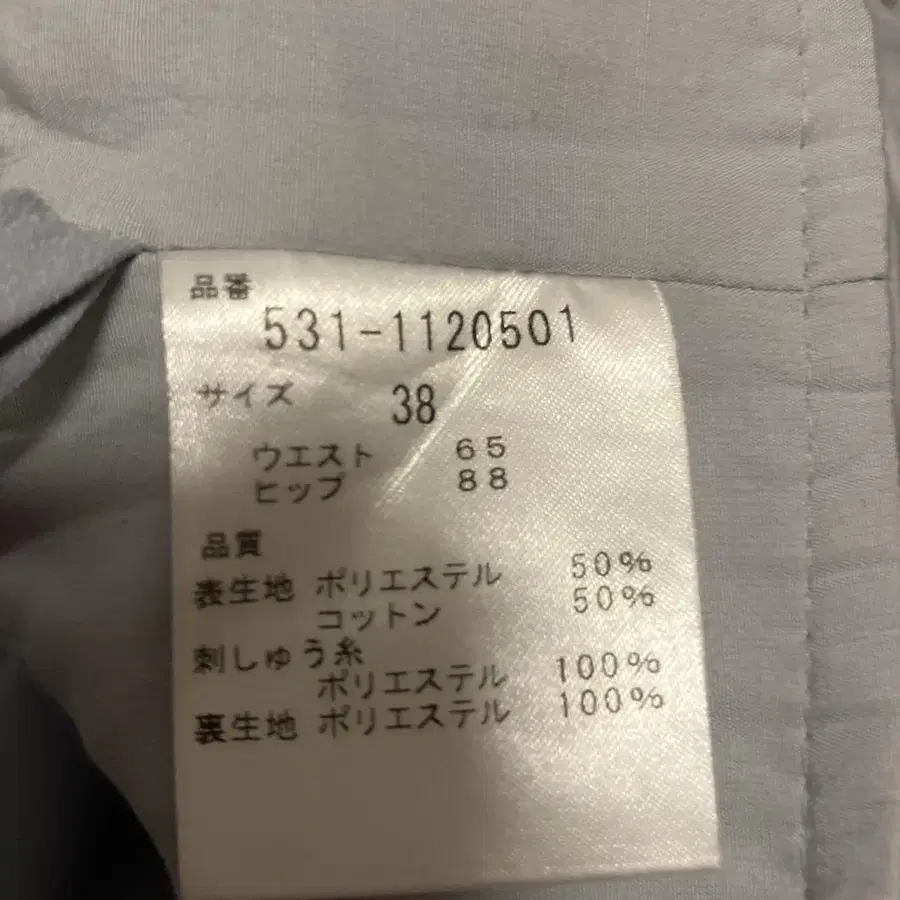 品番
531-1120501
サイズ 38
ウエスト 65
ヒップ 88
品質
表生地 ポリエステル 50%
コットン 50%
刺しゅう糸
ポリエステル 100%
裏生地 ポリエステル 100%